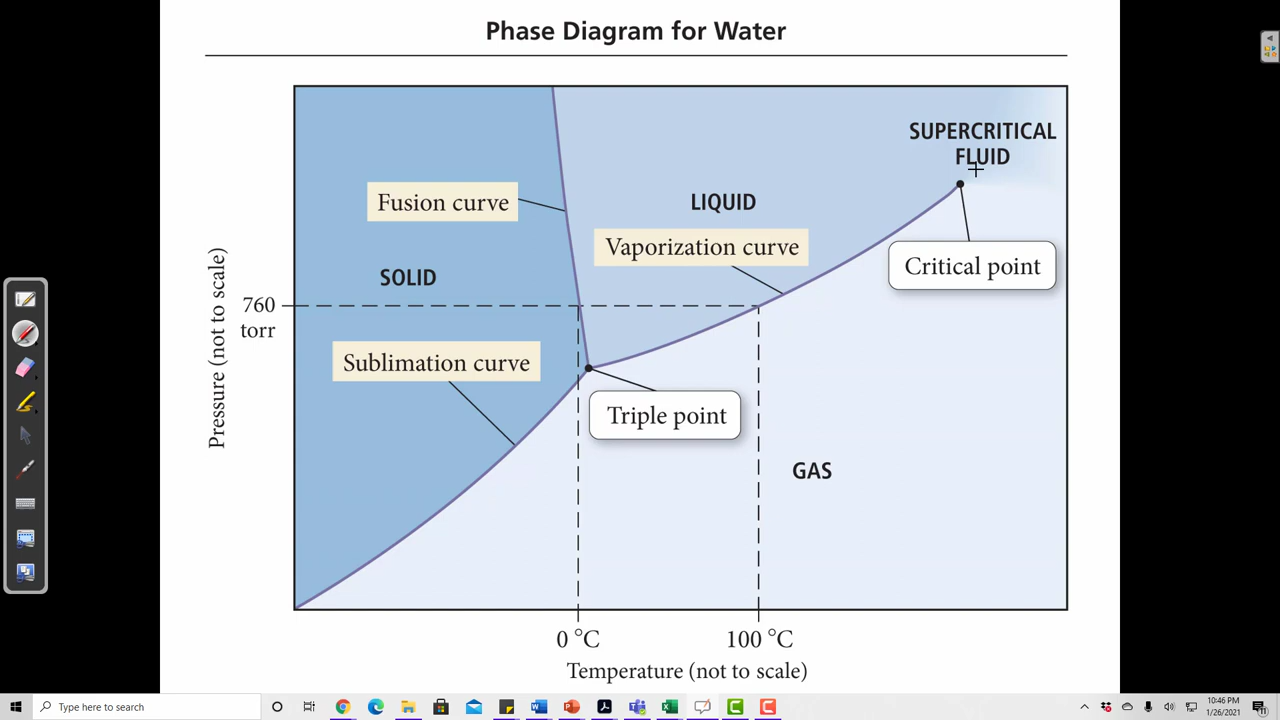 Phase Diagram for Water
SUPERCRITICAL
FLUID
Fusion curve
LIQUID
Vaporization curve
Critical point
SOLID
760
torr
Sublimation curve
Triple point
GAS
Pressure (not to scale)
0 °C
100 °C
Temperature (not to scale)
Type here to search
10:46 PM
1/26/2021